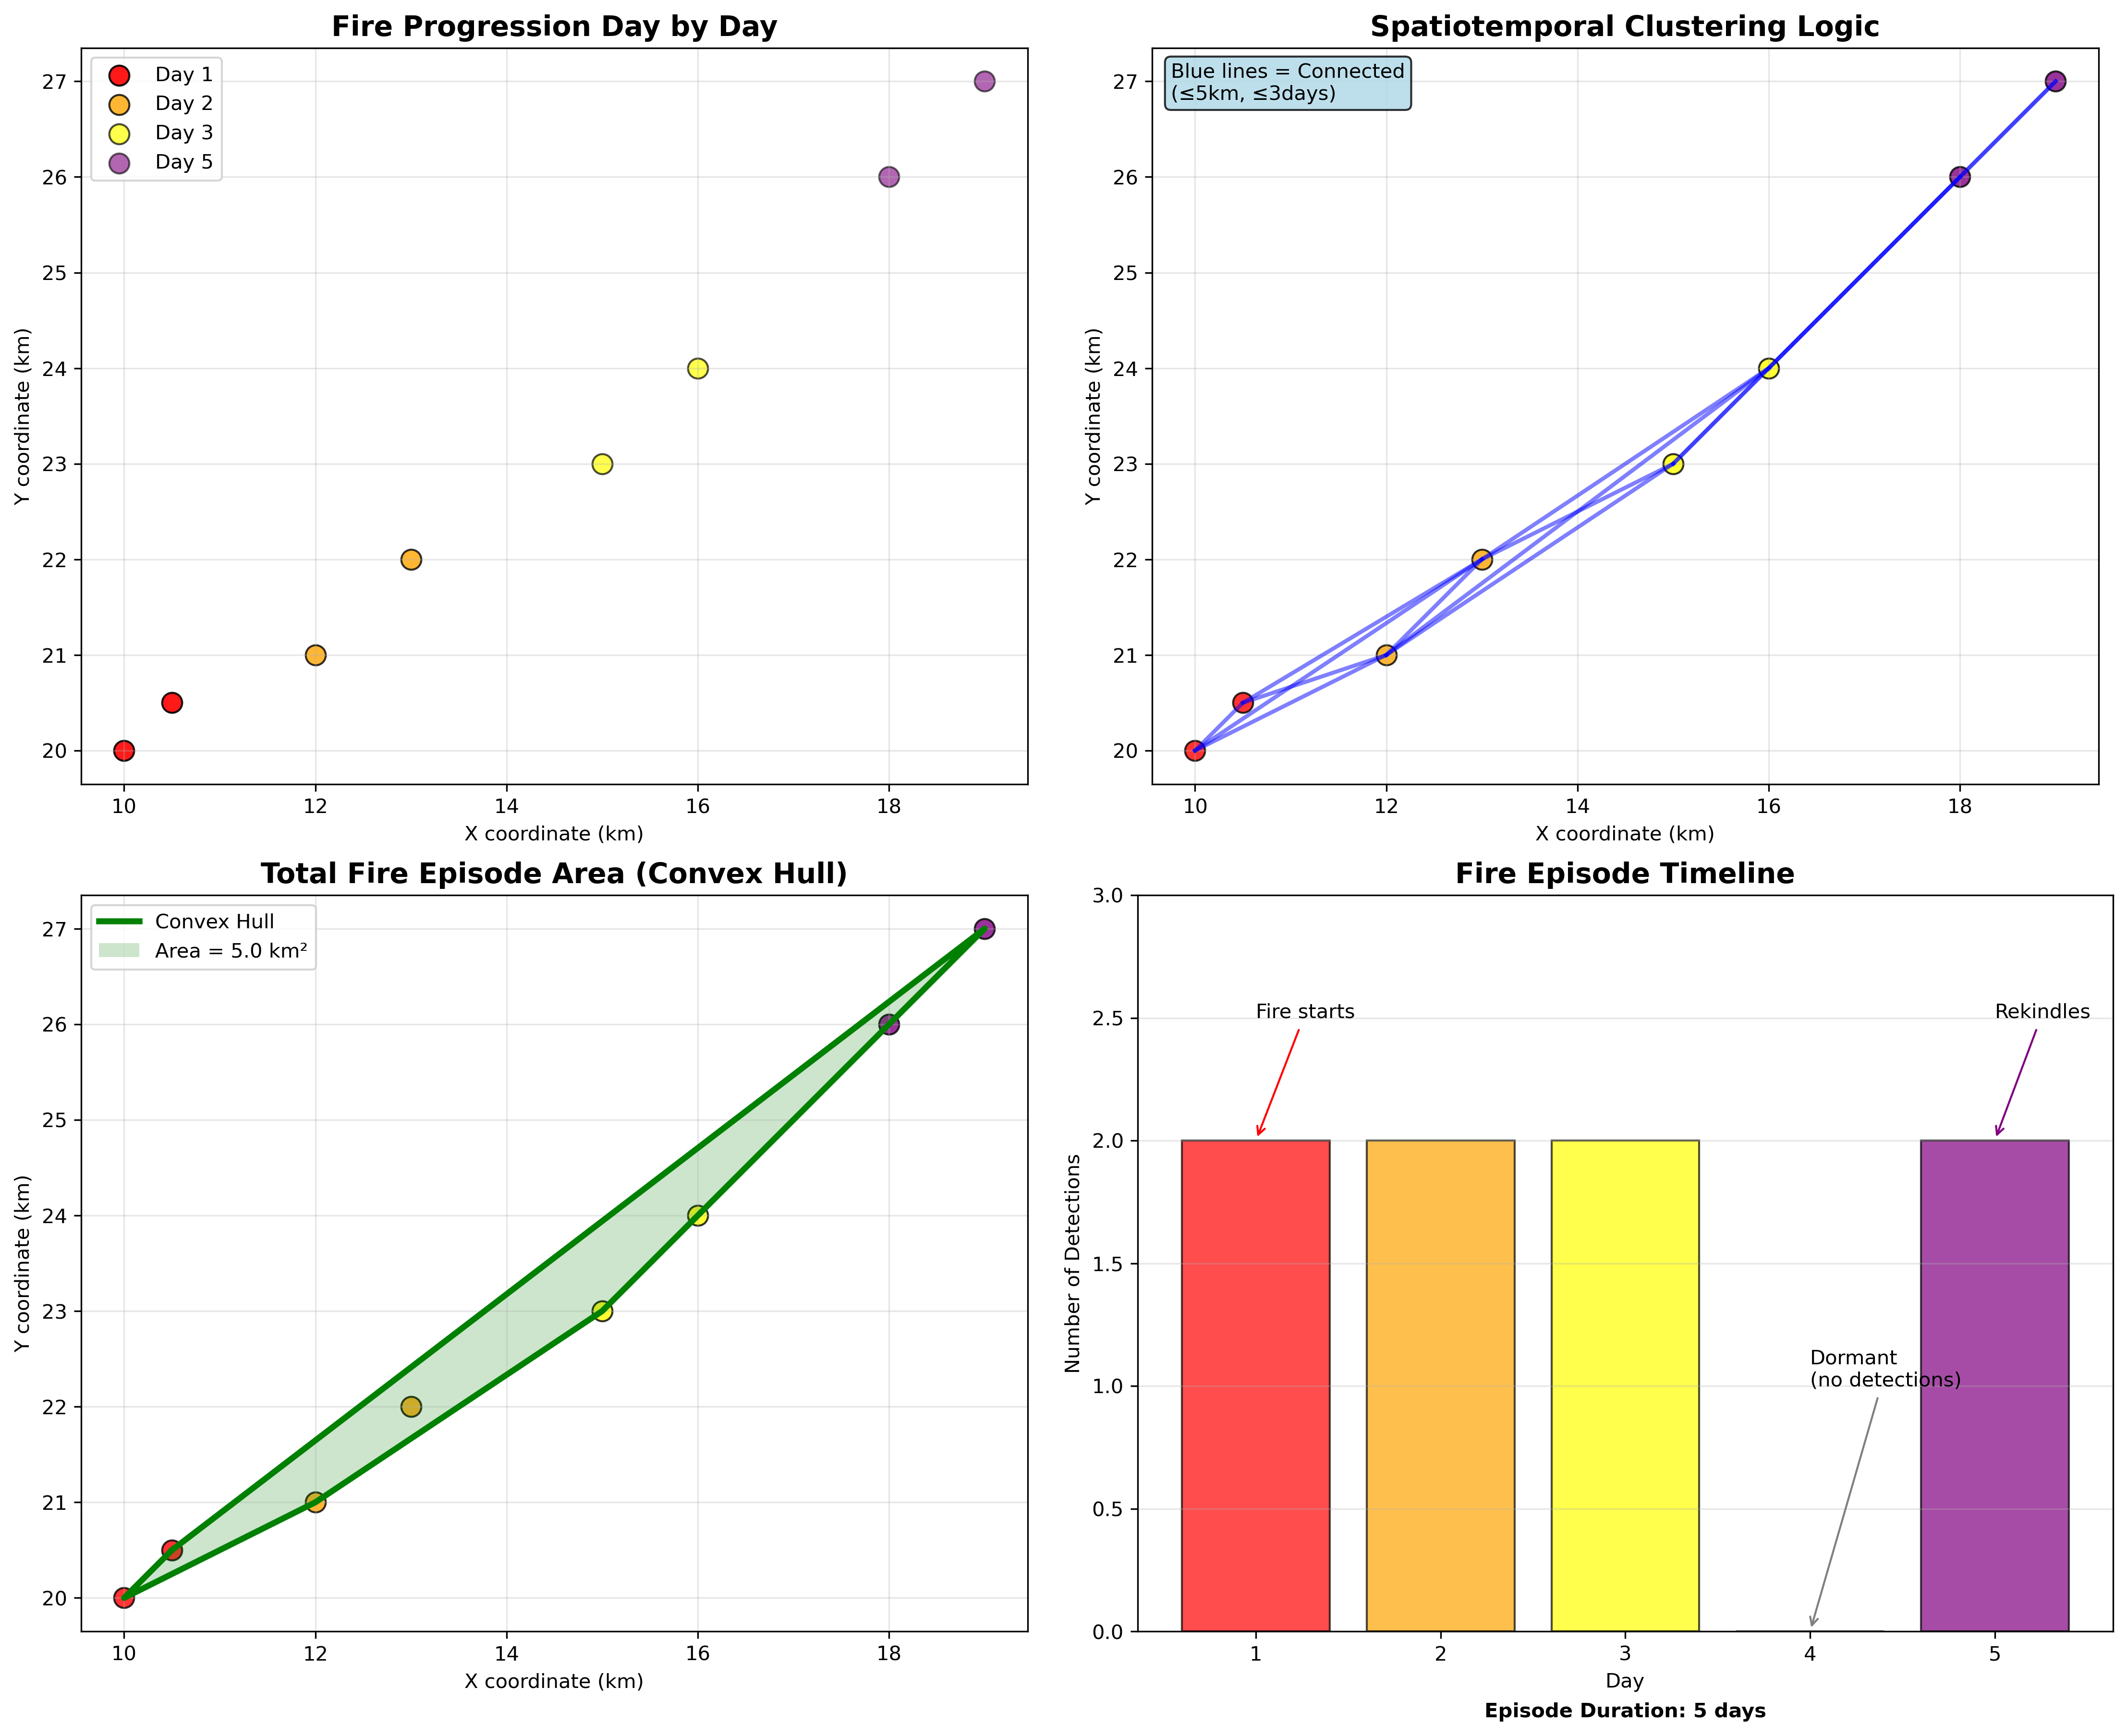 Fire Progression Day by Day
Day 1
Day 2
Day 3
Day 5
27
26
25
24
23
22
21
20
Y coordinate (km)
10
12
14
16
18
X coordinate (km)
Spatiotemporal Clustering Logic
Blue lines = Connected
(≤5km, ≤3days)
27
26
25
24
23
22
21
20
Y coordinate (km)
10
12
14
16
18
X coordinate (km)
Total Fire Episode Area (Convex Hull)
Convex Hull
Area = 5.0 km²
27
26
25
24
23
22
21
20
Y coordinate (km)
10
12
14
16
18
X coordinate (km)
Fire Episode Timeline
3.0
2.5
2.0
1.5
1.0
0.5
0.0
Number of Detections
Fire starts
Rekindles
Dormant
(no detections)
1
2
3
4
5
Day
Episode Duration: 5 days